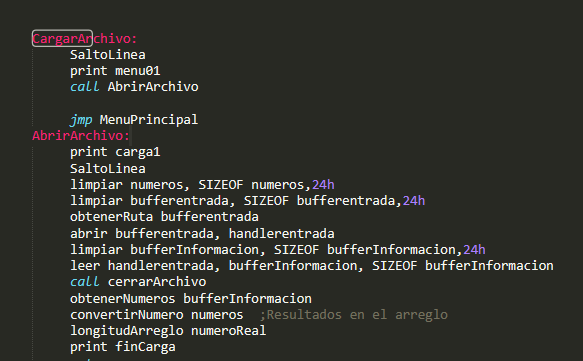 CargarArchivo:
SaltoLinea
print menu01
call AbrirArchivo
jmp MenuPrincipal
AbrirArchivo:
print carga1
SaltoLinea
limpiar numeros, SIZEOF numeros,24h
limpiar bufferentrada, SIZEOF bufferentrada,24h
obtenerRuta bufferentrada
abrir bufferentrada, handlerentrada
limpiar bufferInformacion, SIZEOF bufferInformacion,24h
leer handlerentrada, bufferInformacion, SIZEOF bufferInformacion
call cerrarArchivo
obtenerNumeros bufferInformacion
convertirNumero numeros  ;Resultados en el arreglo
longitudArreglo numeroReal
print finCarga